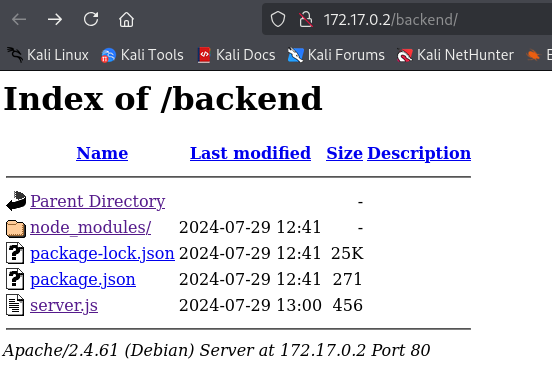 172.17.0.2/backend/
Kali Linux Kali Tools Kali Docs Kali Forums Kali NetHunter
Index of /backend
Name Last modified Size Description
Parent Directory -
node_modules/ 2024-07-29 12:41 -
package-lock.json 2024-07-29 12:41 25K
package.json 2024-07-29 12:41 271
server.js 2024-07-29 13:00 456
Apache/2.4.61 (Debian) Server at 172.17.0.2 Port 80